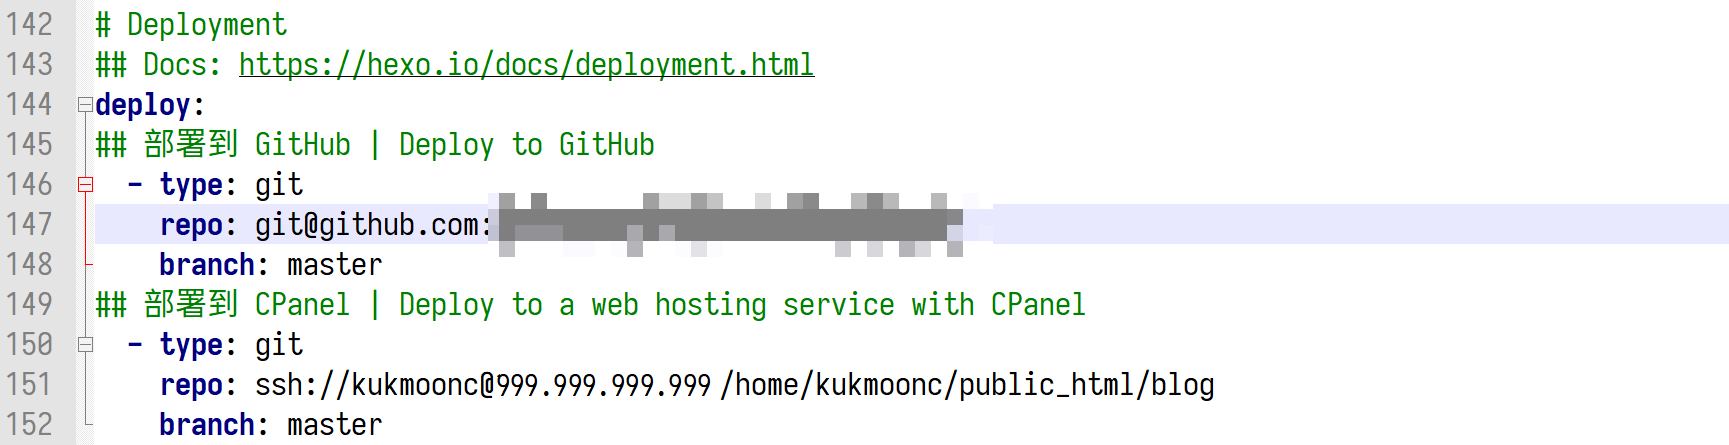 142 # Deployment
143 ## Docs: https://hexo.io/docs/deployment.html
144 deploy:
145 ## 部署到 GitHub | Deploy to GitHub
146 - type: git
147 repo: git@github.com:
148 branch: master
149 ## 部署到 CPanel | Deploy to a web hosting service with CPanel
150 - type: git
151 repo: ssh://kukmoonc@999.999.999.999 /home/kukmoonc/public_html/blog
152 branch: master